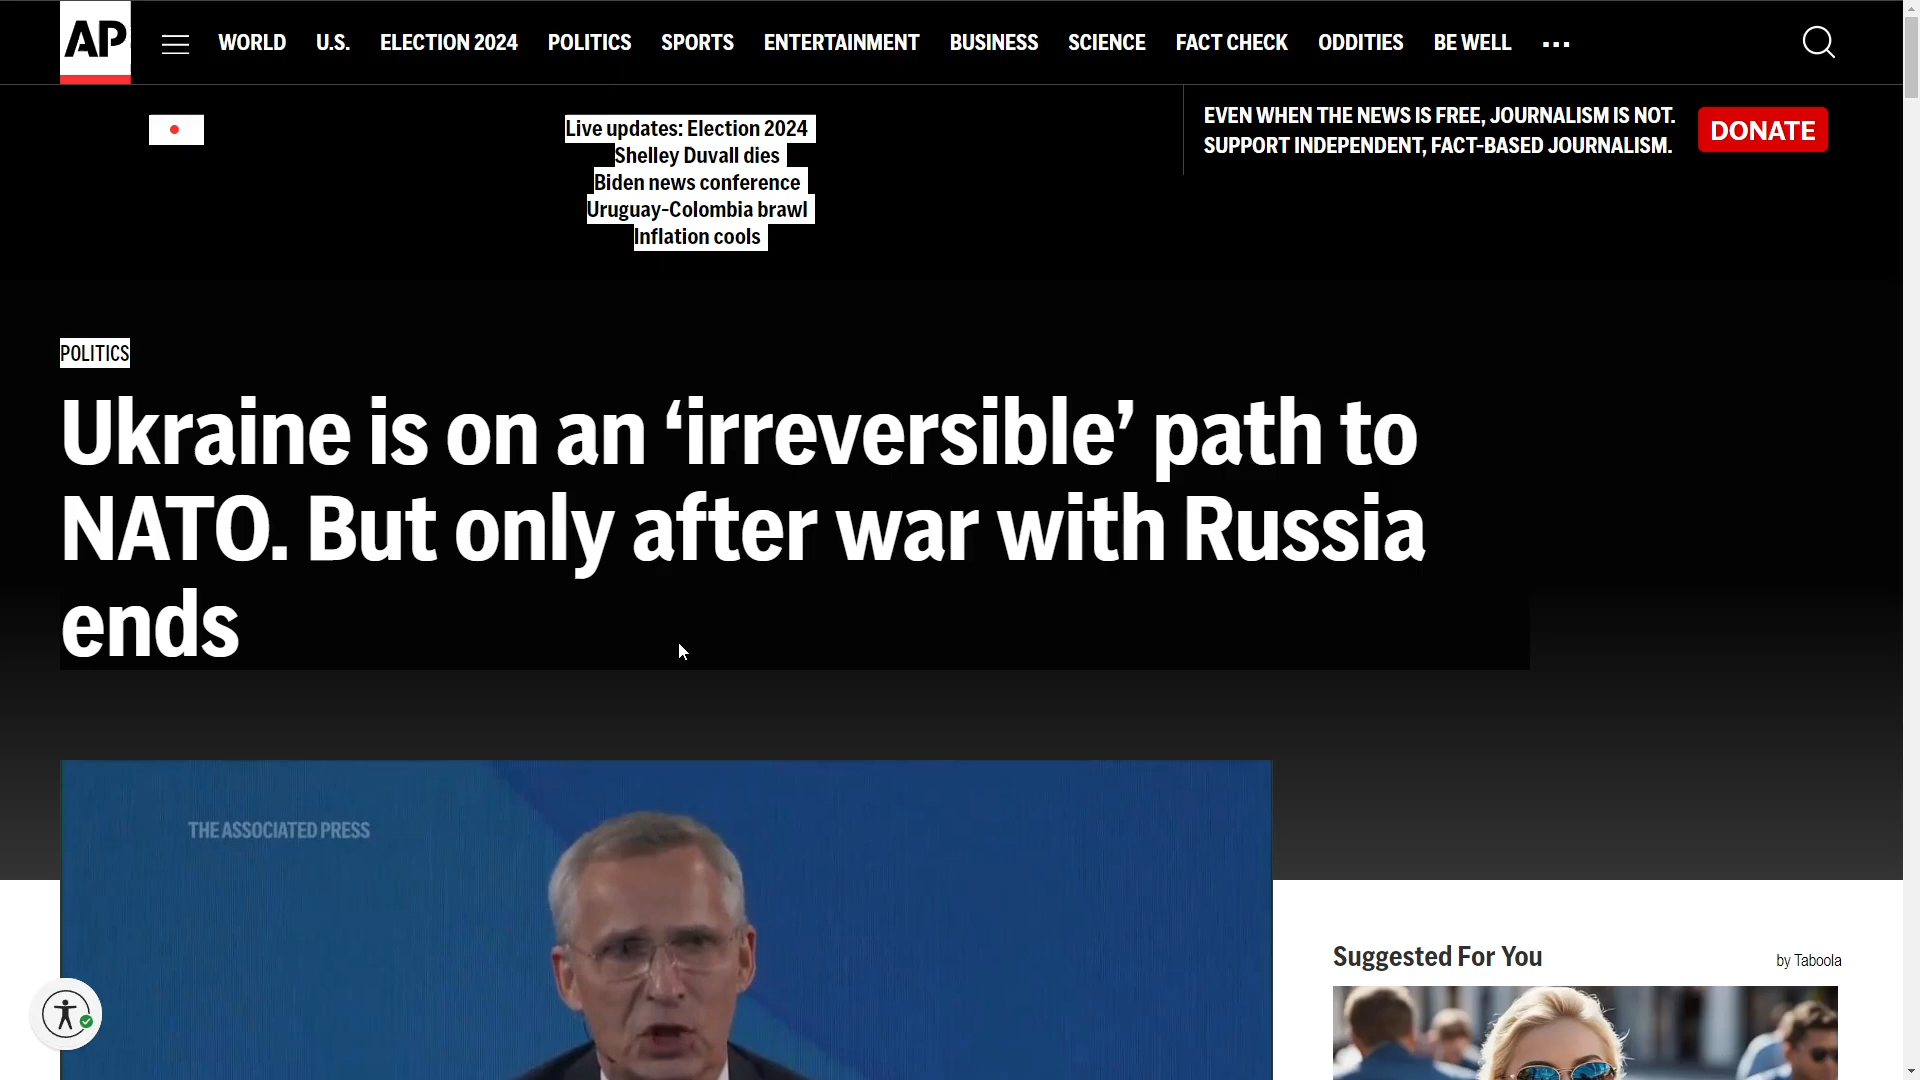 AP
WORLD U.S. ELECTION 2024 POLITICS SPORTS ENTERTAINMENT BUSINESS SCIENCE FACT CHECK ODDITIES BE WELL ...
Live updates: Election 2024
Shelley Duvall dies
Biden news conference
Uruguay-Colombia brawl
Inflation cools
EVEN WHEN THE NEWS IS FREE, JOURNALISM IS NOT.
SUPPORT INDEPENDENT, FACT-BASED JOURNALISM.
DONATE
POLITICS
Ukraine is on an ‘irreversible’ path to
NATO. But only after war with Russia
ends
THE ASSOCIATED PRESS
Suggested For You
by Taboola